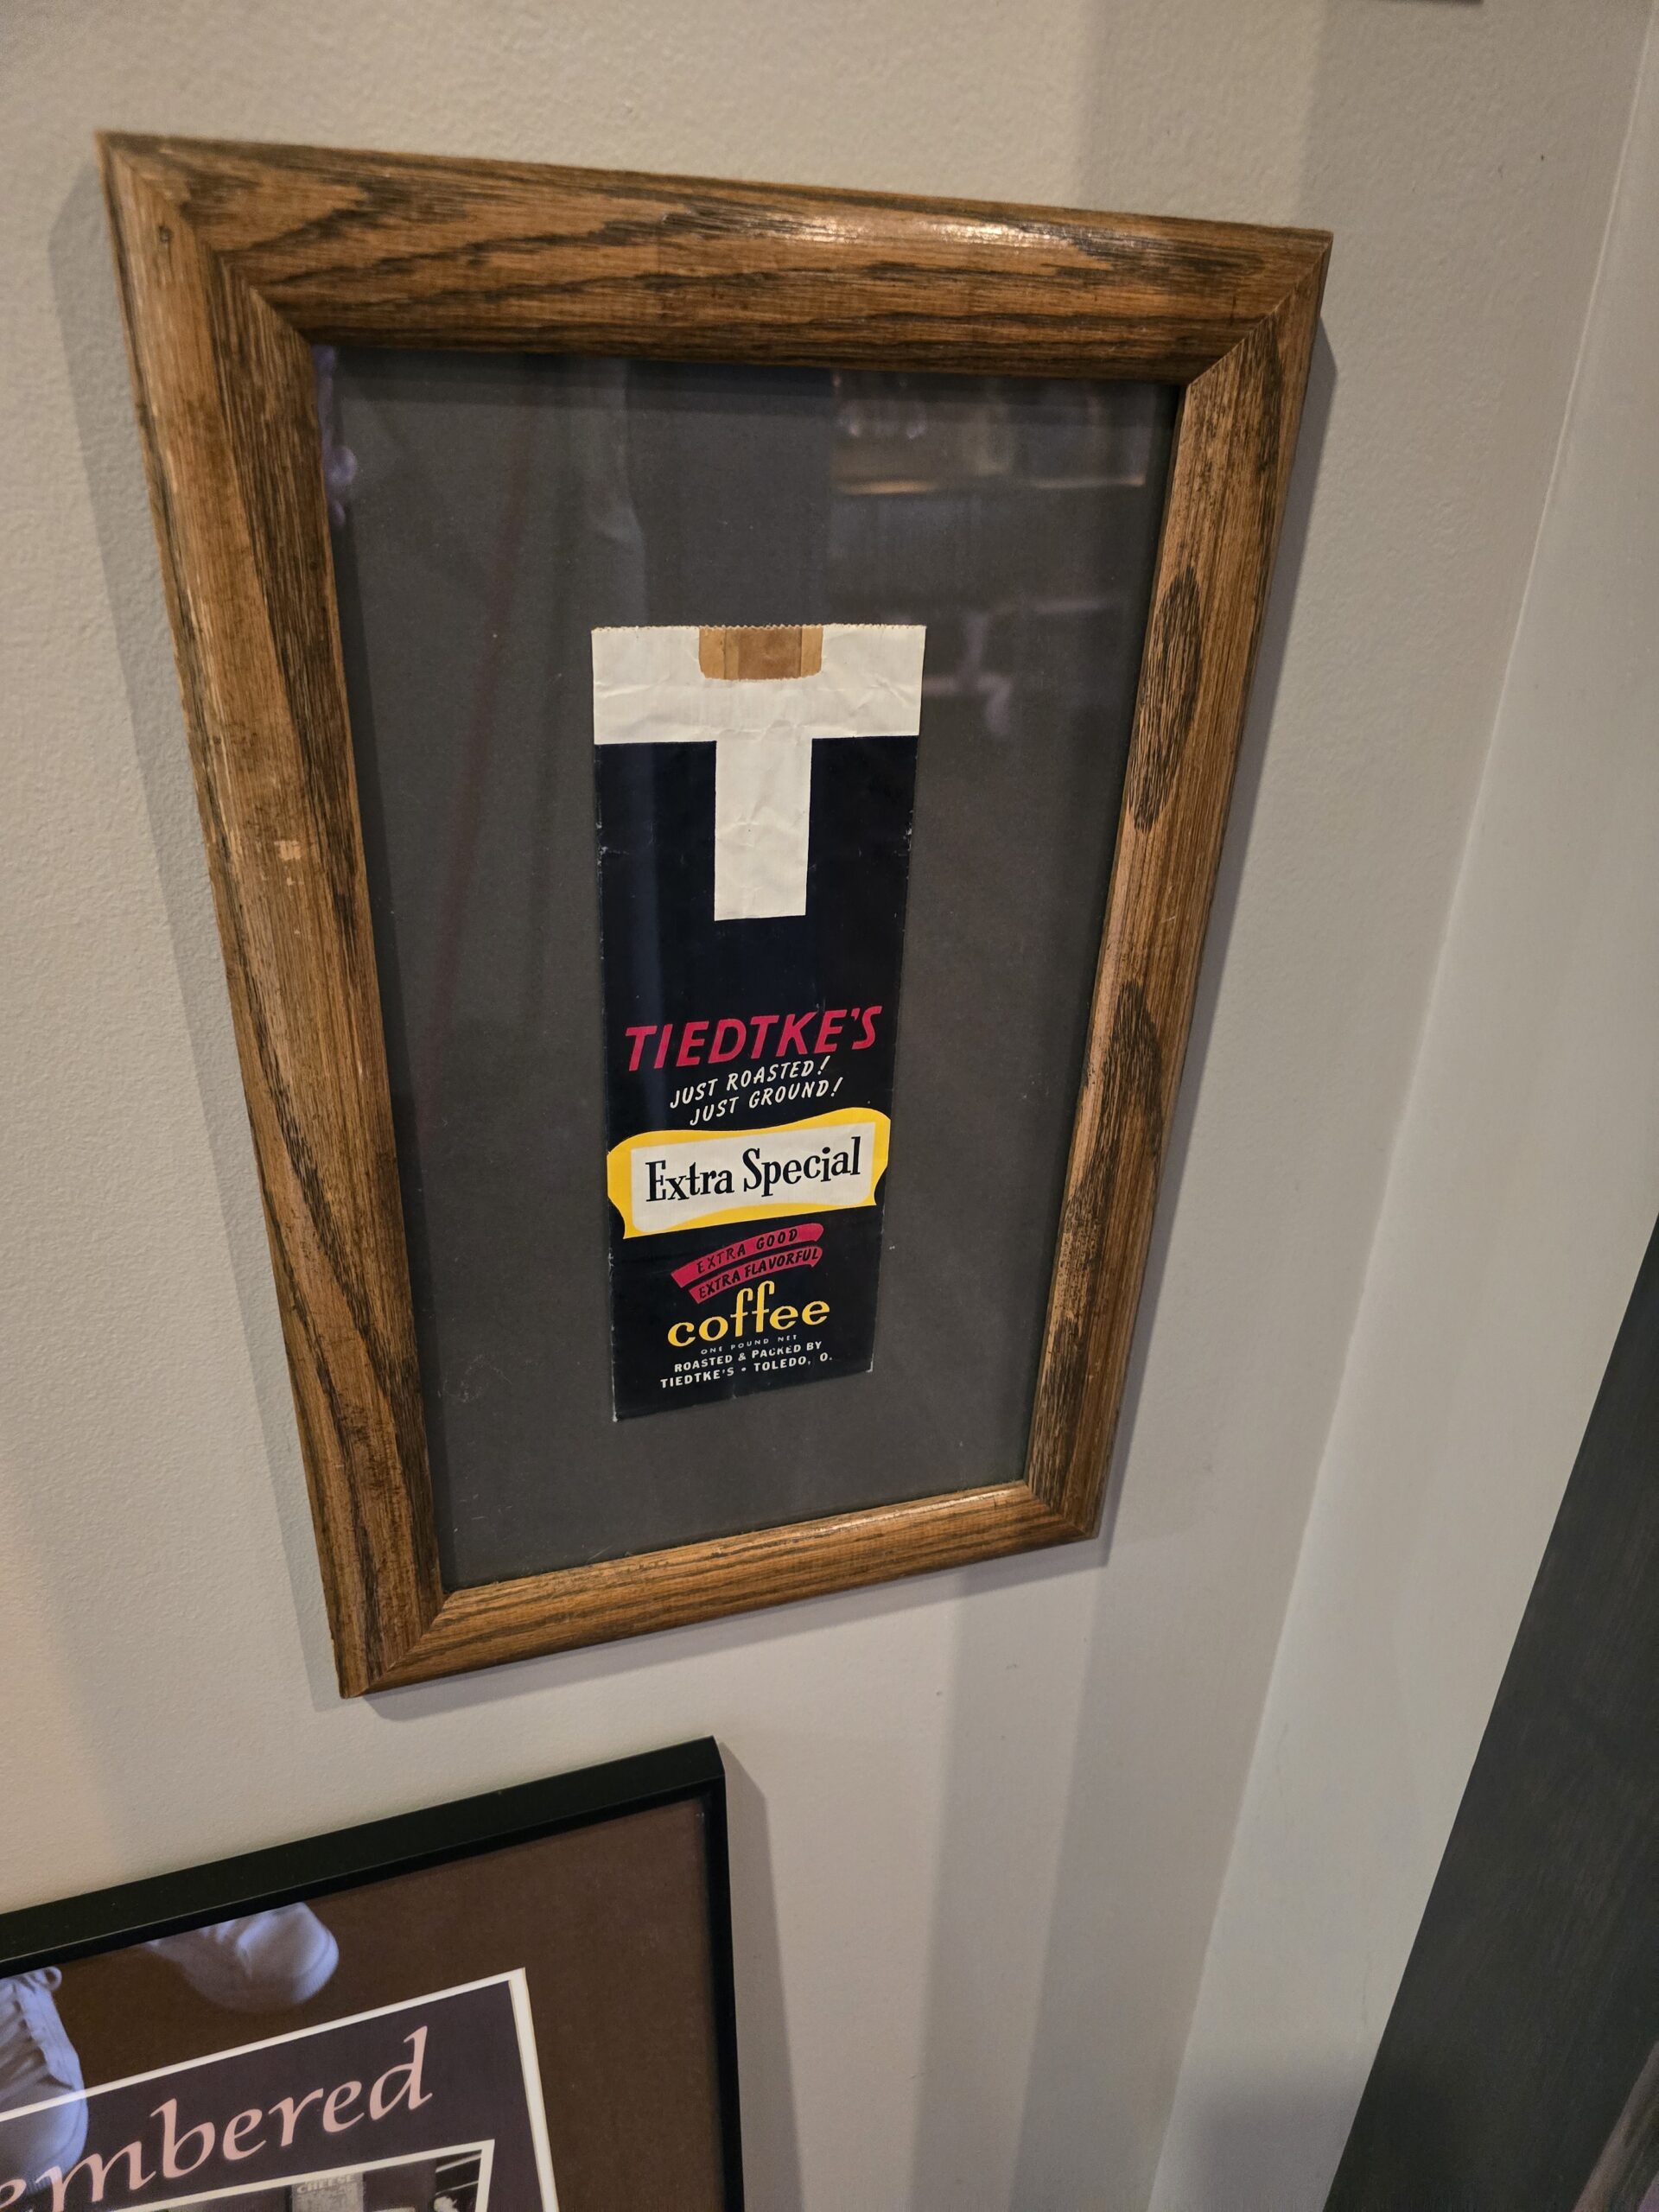 T
TIEDTKE'S
JUST ROASTED!
JUST GROUND!
Extra Special
EXTRA GOOD
EXTRA FLAVORFUL
coffee
ONE POUND NET
ROASTED & PACKED BY
TIEDTKE'S • TOLEDO, O.
embered
CHEESE